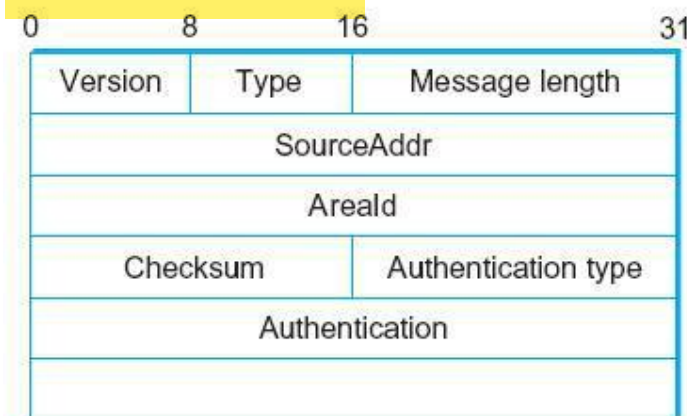 0 8 16 31
Version Type Message length
SourceAddr
AreaId
Checksum Authentication type
Authentication